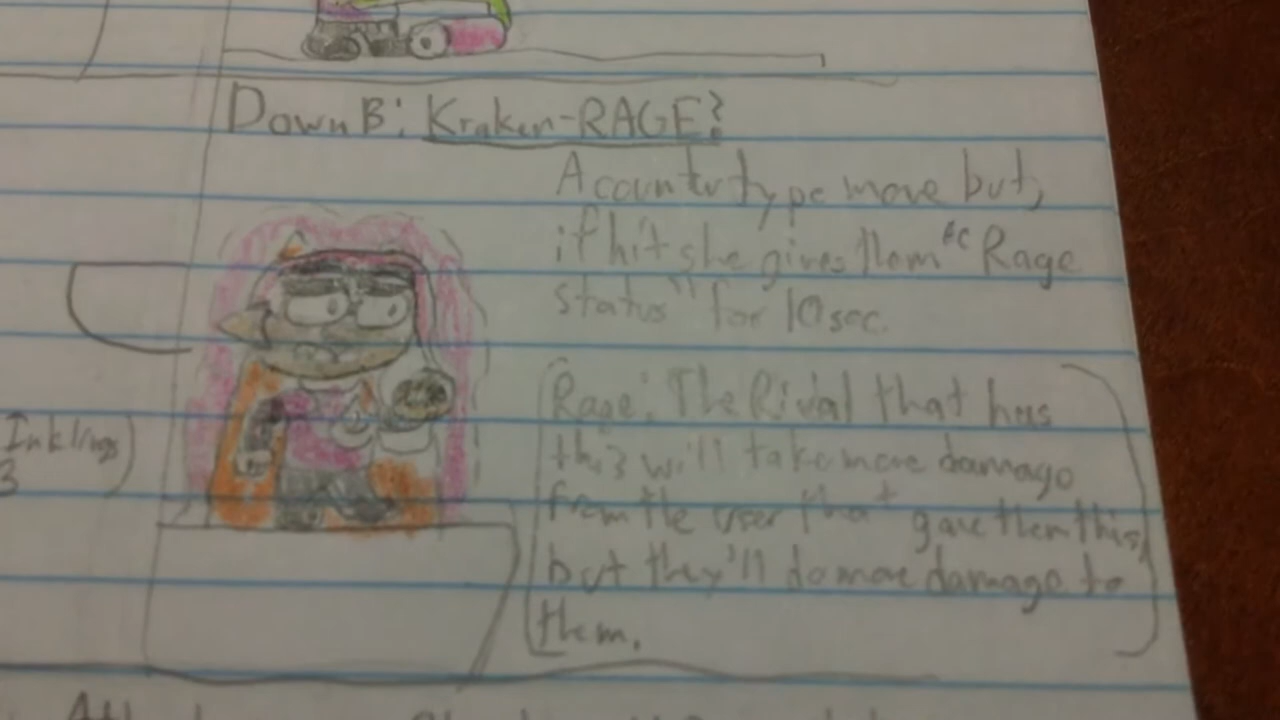 Down B: Kraken-RAGE?
A counter type move but,
if hit she gives them "Rage
status" for 10 sec.
Inklings)
3
(Rage: The Rival that has
this will take more damage
from the user that gave them this,
but they'll do more damage to
them.)